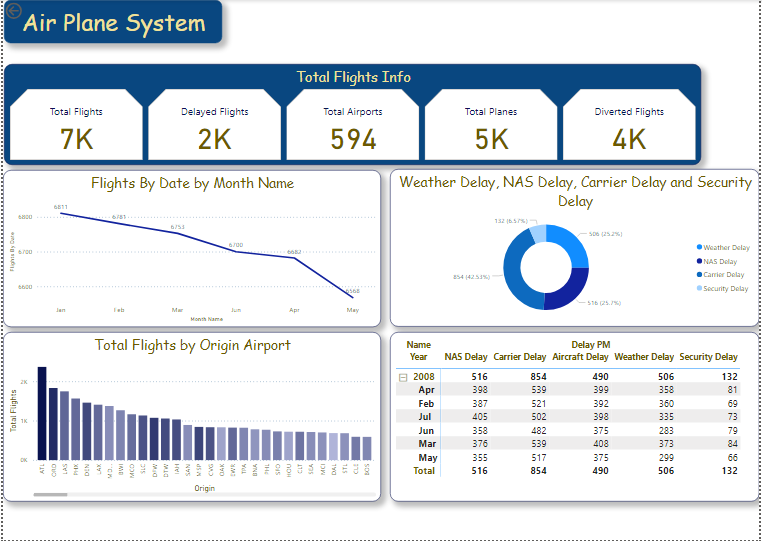 Air Plane System
Total Flights Info
Total Flights
7K
Delayed Flights
2K
Total Airports
594
Total Planes
5K
Diverted Flights
4K
Flights By Date by Month Name
Flights By Date
6800
6700
6600
6811
6781
6753
6700
6682
6568
Jan Feb Mar Jun Apr May
Month Name
Weather Delay, NAS Delay, Carrier Delay and Security
Delay
132 (6.57%)
506 (25.2%)
854 (42.53%)
516 (25.7%)
Weather Delay
NAS Delay
Carrier Delay
Security Delay
Total Flights by Origin Airport
Total Flights
2K
1K
0K
ATL ORD LAS PHX DEN LAX M D... BWI MCO SLC DFW DTW IAH SAN MSP CVG OAK EWR TPA BNA PHL SFO HOU CLT SEA MCI DAL STL CLE BOS
Origin
Name Delay PM
Year NAS Delay Carrier Delay Aircraft Delay Weather Delay Security Delay
2008 516 854 490 506 132
Apr 398 539 399 358 81
Feb 387 521 392 360 69
Jul 405 502 398 335 73
Jun 358 482 375 283 79
Mar 376 539 408 373 84
May 355 517 375 299 66
Total 516 854 490 506 132